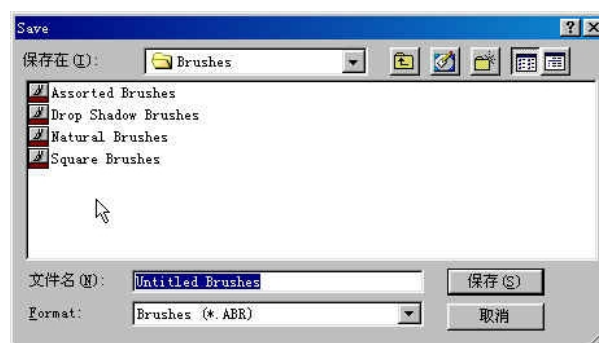 Save
保存在(I): Brushes
Assorted Brushes
Drop Shadow Brushes
Natural Brushes
Square Brushes
文件名(N): Untitled Brushes 保存(S)
Format: Brushes (*.ABR) 取消